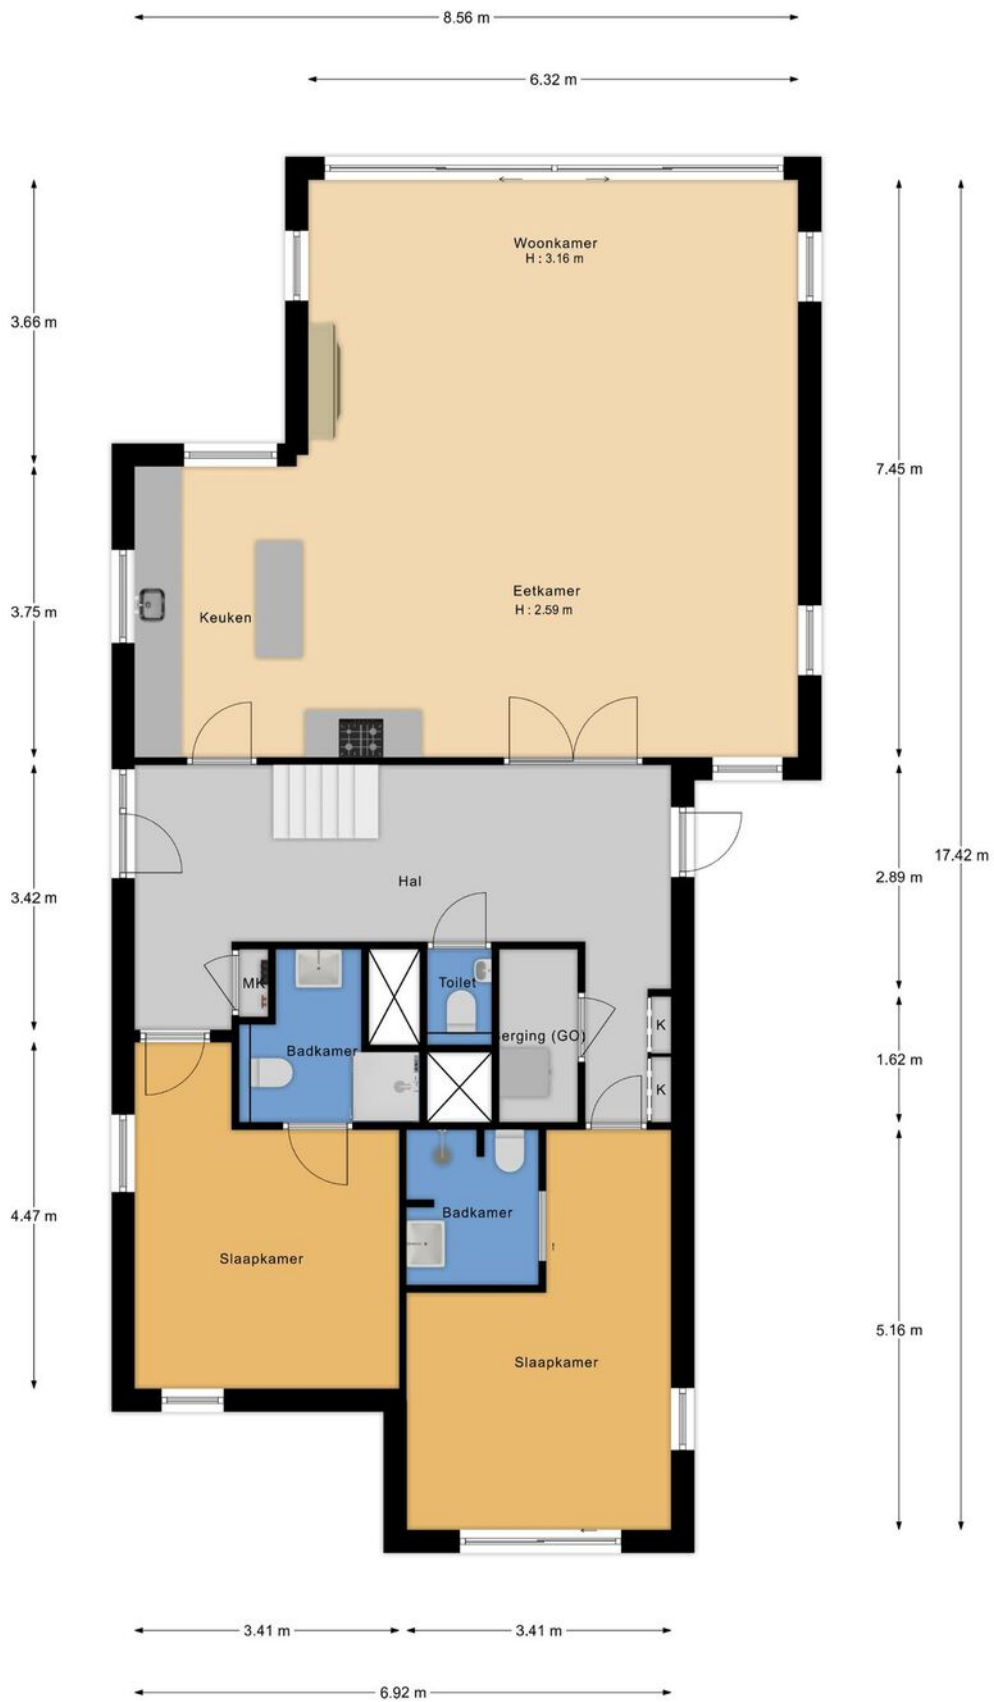 8.56 m
6.32 m
Woonkamer
H : 3.16 m
3.66 m
7.45 m
Eetkamer
H : 2.59 m
3.75 m
Keuken
17.42 m
2.89 m
Hal
3.42 m
MK
Toilet
K
erging (GO)
Badkamer
1.62 m
K
4.47 m
Badkamer
Slaapkamer
5.16 m
Slaapkamer
3.41 m
3.41 m
6.92 m